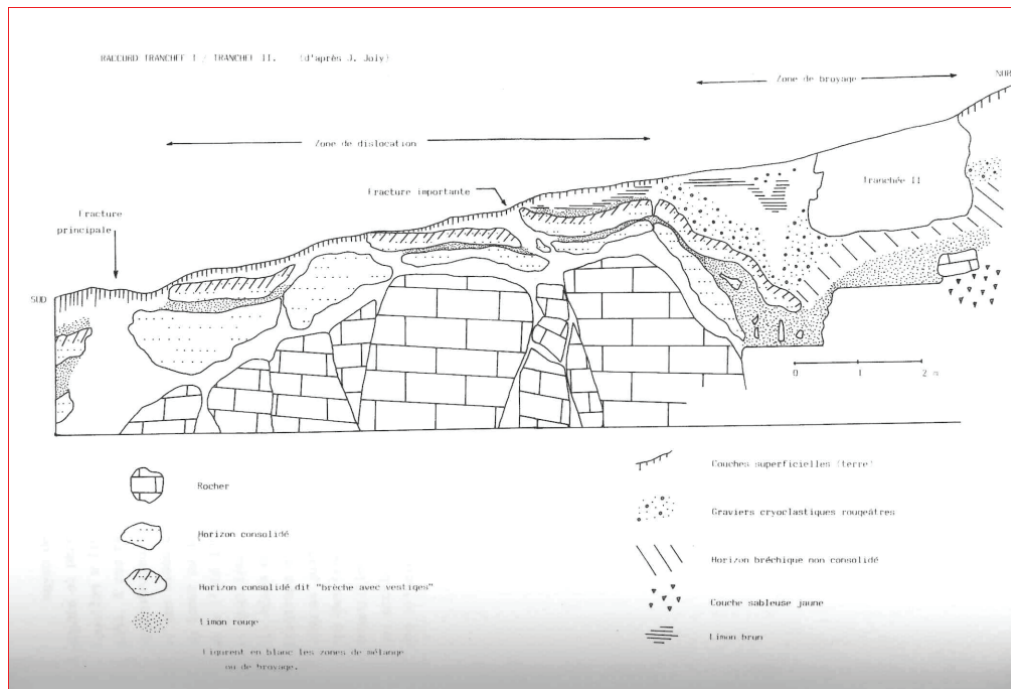 RACCORD TRANCHEE I / TRANCHEE II. (d'après J. Joly)
Zone de broyage
NOR
Zone de dislocation
Fracture importante
Tranchée II
Fracture
principale
SUD
0 1 2 m
Rocher
Horizon consolidé
Horizon consolidé dit "brèche avec vestiges"
Limon rouge
Figurent en blanc les zones de mélange
ou de broyage.
Couches superficielles (terre)
Graviers cryoclastiques rougeâtres
Horizon bréchique non consolidé
Couche sableuse jaune
Limon brun